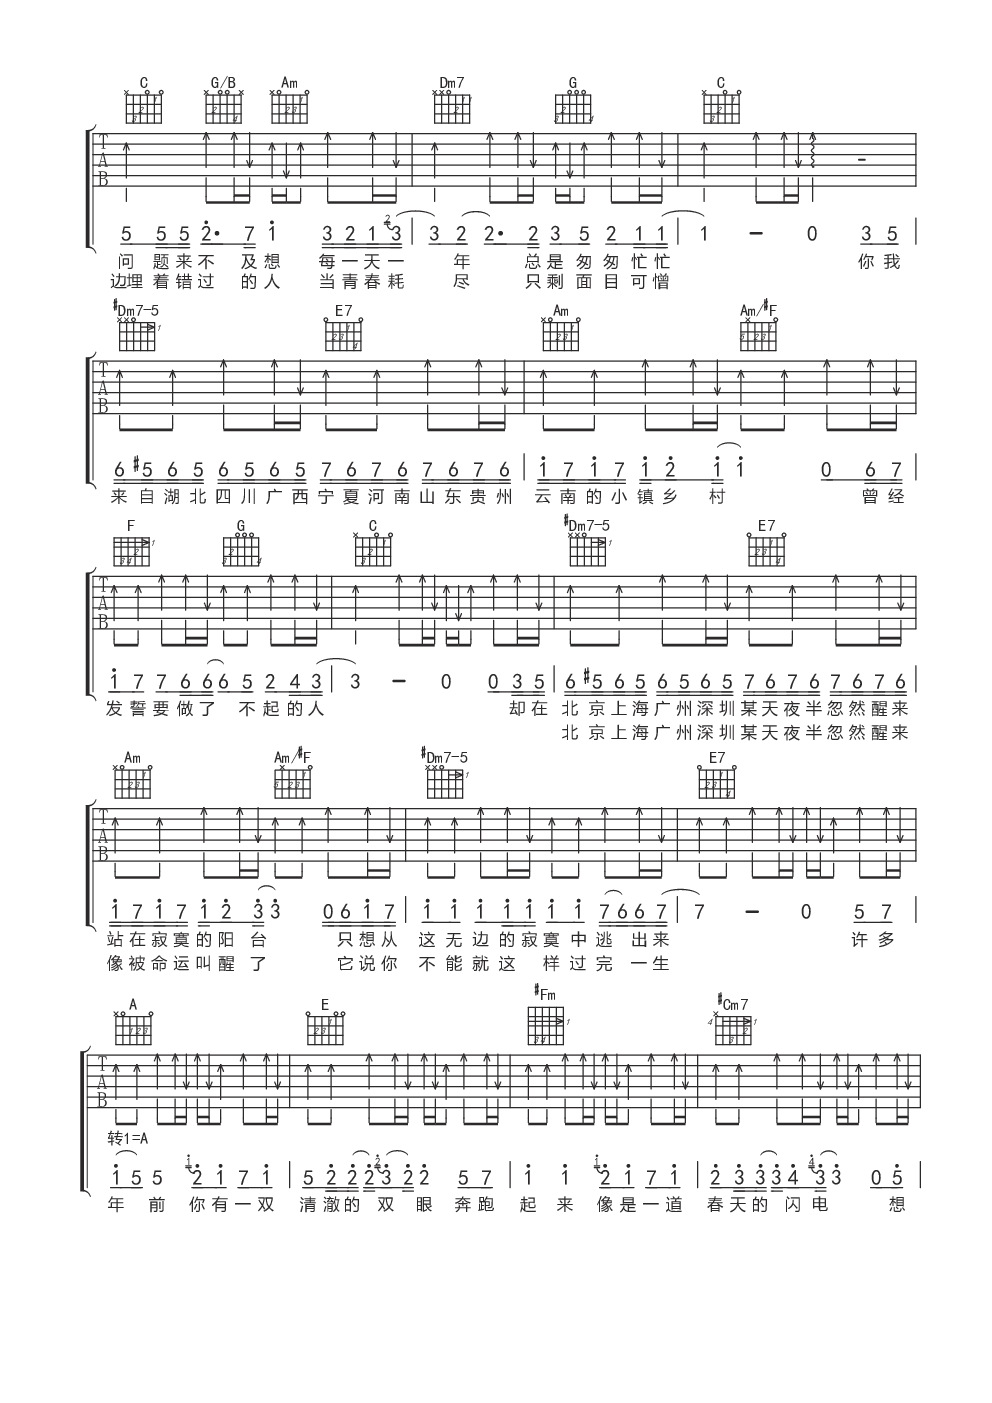 C G/B Am Dm7 G C
T A B
5 5 5 2· 7 1 3 2 1 2 3 3 2 2· 2 3 5 2 1 1 1 – 0 3 5
问 题 来 不 及 想 每 一 天 一 年 总 是 匆 匆 忙 忙 你 我
边 埋 着 错 过 的 人 当 青 春 耗 尽 只 剩 面 目 可 憎
#Dm7-5 E7 Am Am/#F
T A B
6 #5 6 5 6 5 6 5 7 6 7 6 7 6 7 6 1 7 1 7 1 2 1 1 0 6 7
来 自 湖 北 四 川 广 西 宁 夏 河 南 山 东 贵 州 云 南 的 小 镇 乡 村 曾 经
F G C #Dm7-5 E7
T A B
1 7 7 6 6 6 5 2 4 3 3 – 0 0 3 5 6 #5 6 5 6 5 6 5 7 6 7 6 7 6 7 6
发 誓 要 做 了 不 起 的 人 却 在 北 京 上 海 广 州 深 圳 某 天 夜 半 忽 然 醒 来
北 京 上 海 广 州 深 圳 某 天 夜 半 忽 然 醒 来
Am Am/#F #Dm7-5 E7
T A B
1 7 1 7 1 2 3 3 0 6 1 7 1 1 1 1 1 1 1 7 6 6 7 7 – 0 5 7
站 在 寂 寞 的 阳 台 只 想 从 这 无 边 的 寂 寞 中 逃 出 来 许 多
像 被 命 运 叫 醒 了 它 说 你 不 能 就 这 样 过 完 一 生
A E #Fm #Cm7
T A B
转1=A
1 5 5 1 2 1 7 1 5 2 2 2 2 3 2 2 5 7 1 1 1 2 1 7 1 2 3 3 3 4 4 3 3 0 5
年 前 你 有 一 双 清 澈 的 双 眼 奔 跑 起 来 像 是 一 道 春 天 的 闪 电 想